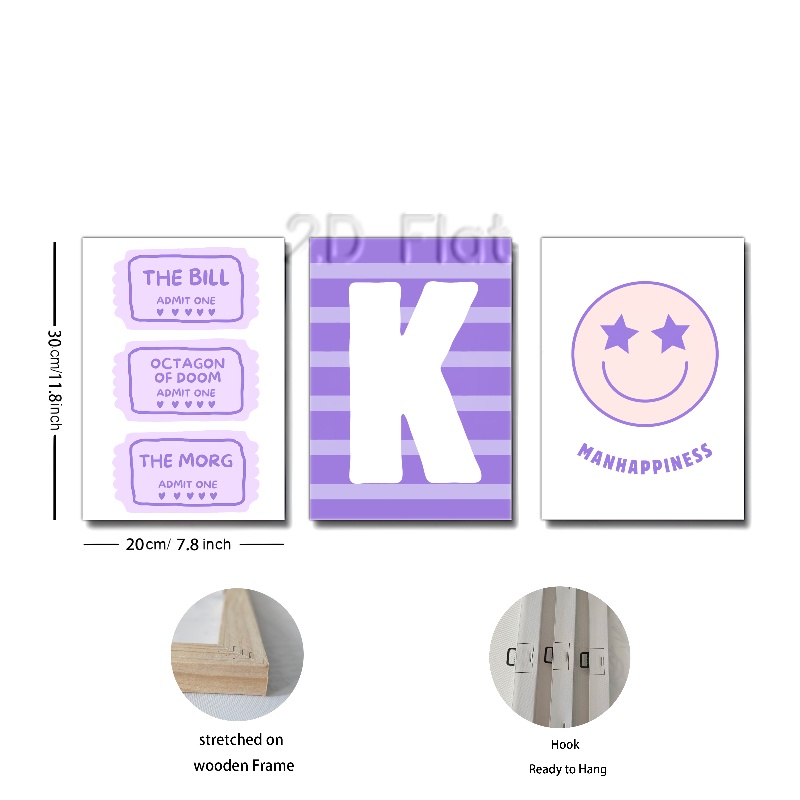 2D Flat
THE BILL
ADMIT ONE
OCTAGON
OF DOOM
ADMIT ONE
THE MORG
ADMIT ONE
K
MANHAPPINESS
30cm/11.8inch
20cm/ 7.8 inch
stretched on
wooden Frame
Hook
Ready to Hang